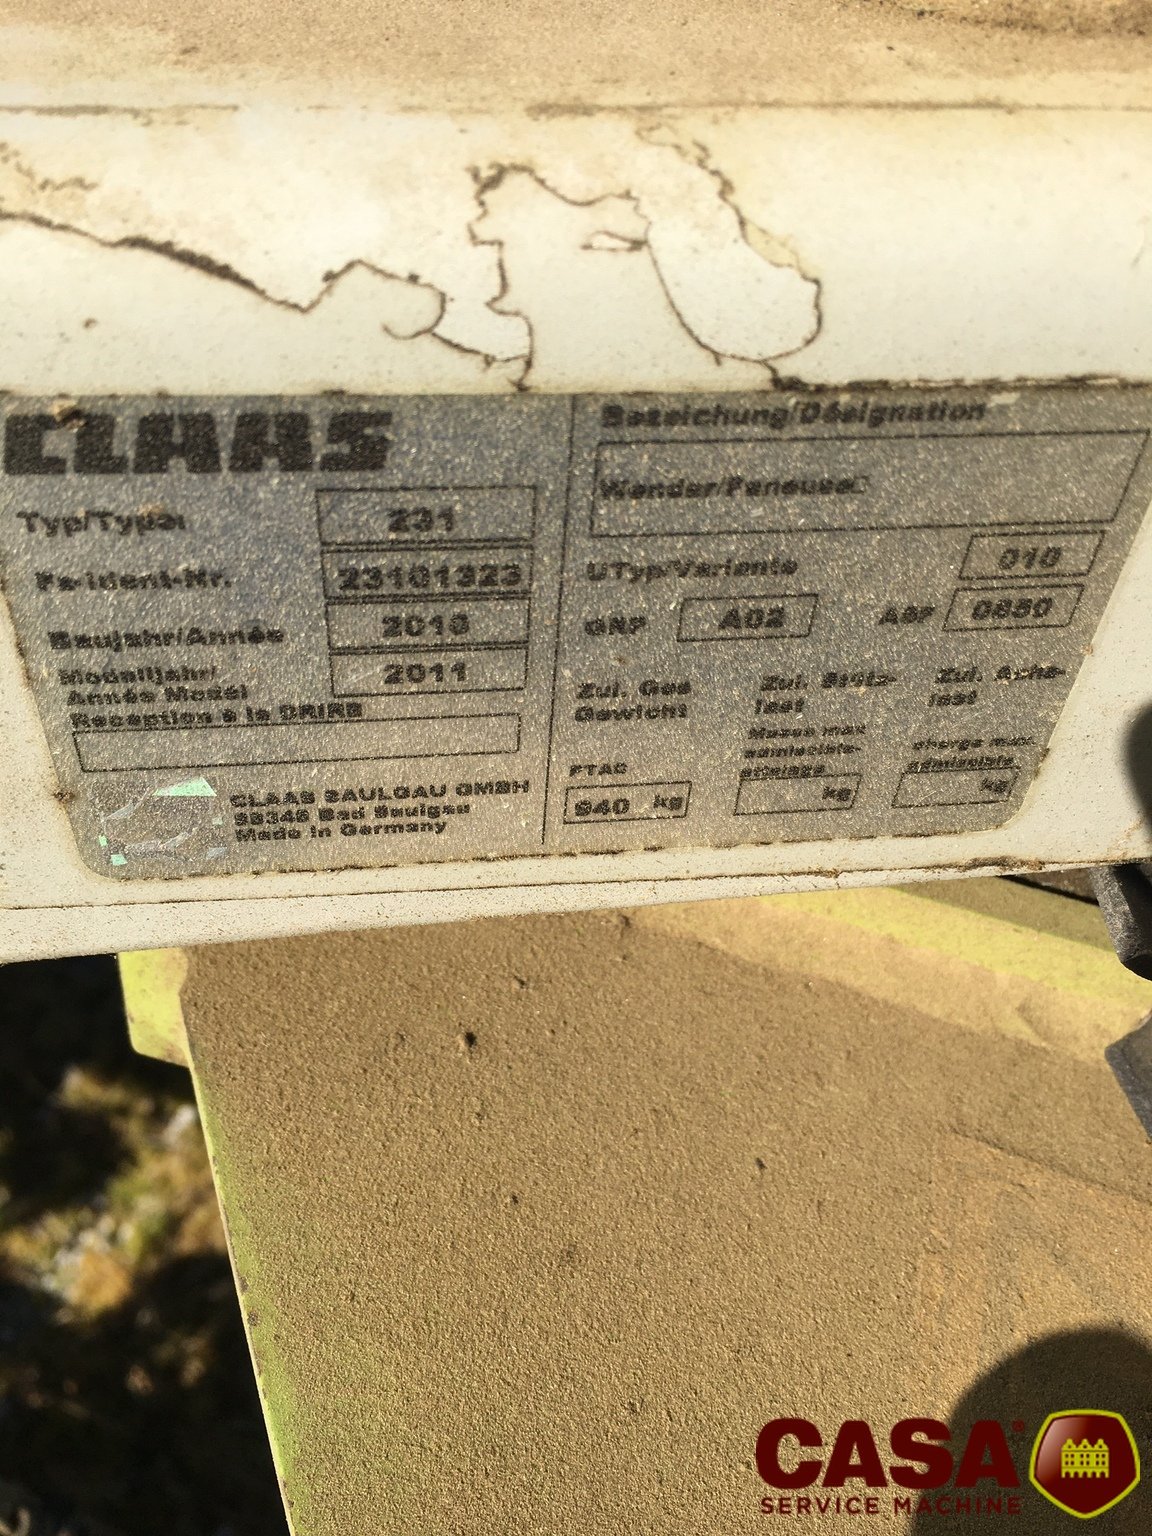 CLAAS
Typ/Type:
231
Fz-Ident-Nr.
23101323
Baujahr/Année
2010
Modelljahr/
Année Model
2011
Reception à la DRIRE
CLAAS SAULGAU GMBH
88348 Bad Saulgau
Made in Germany
Bezeichung/Désignation
Wender/Faneuse
UTyp/Variante
010
GNP
A02
ABF
0850
Zul. Ges
Gewicht
PTAC
940 kg
Zul. Stütz-
last
Masse max
admissible-
attelage
kg
Zul. Achs-
last
charge max.
admissible
kg
CASA®
SERVICE MACHINE